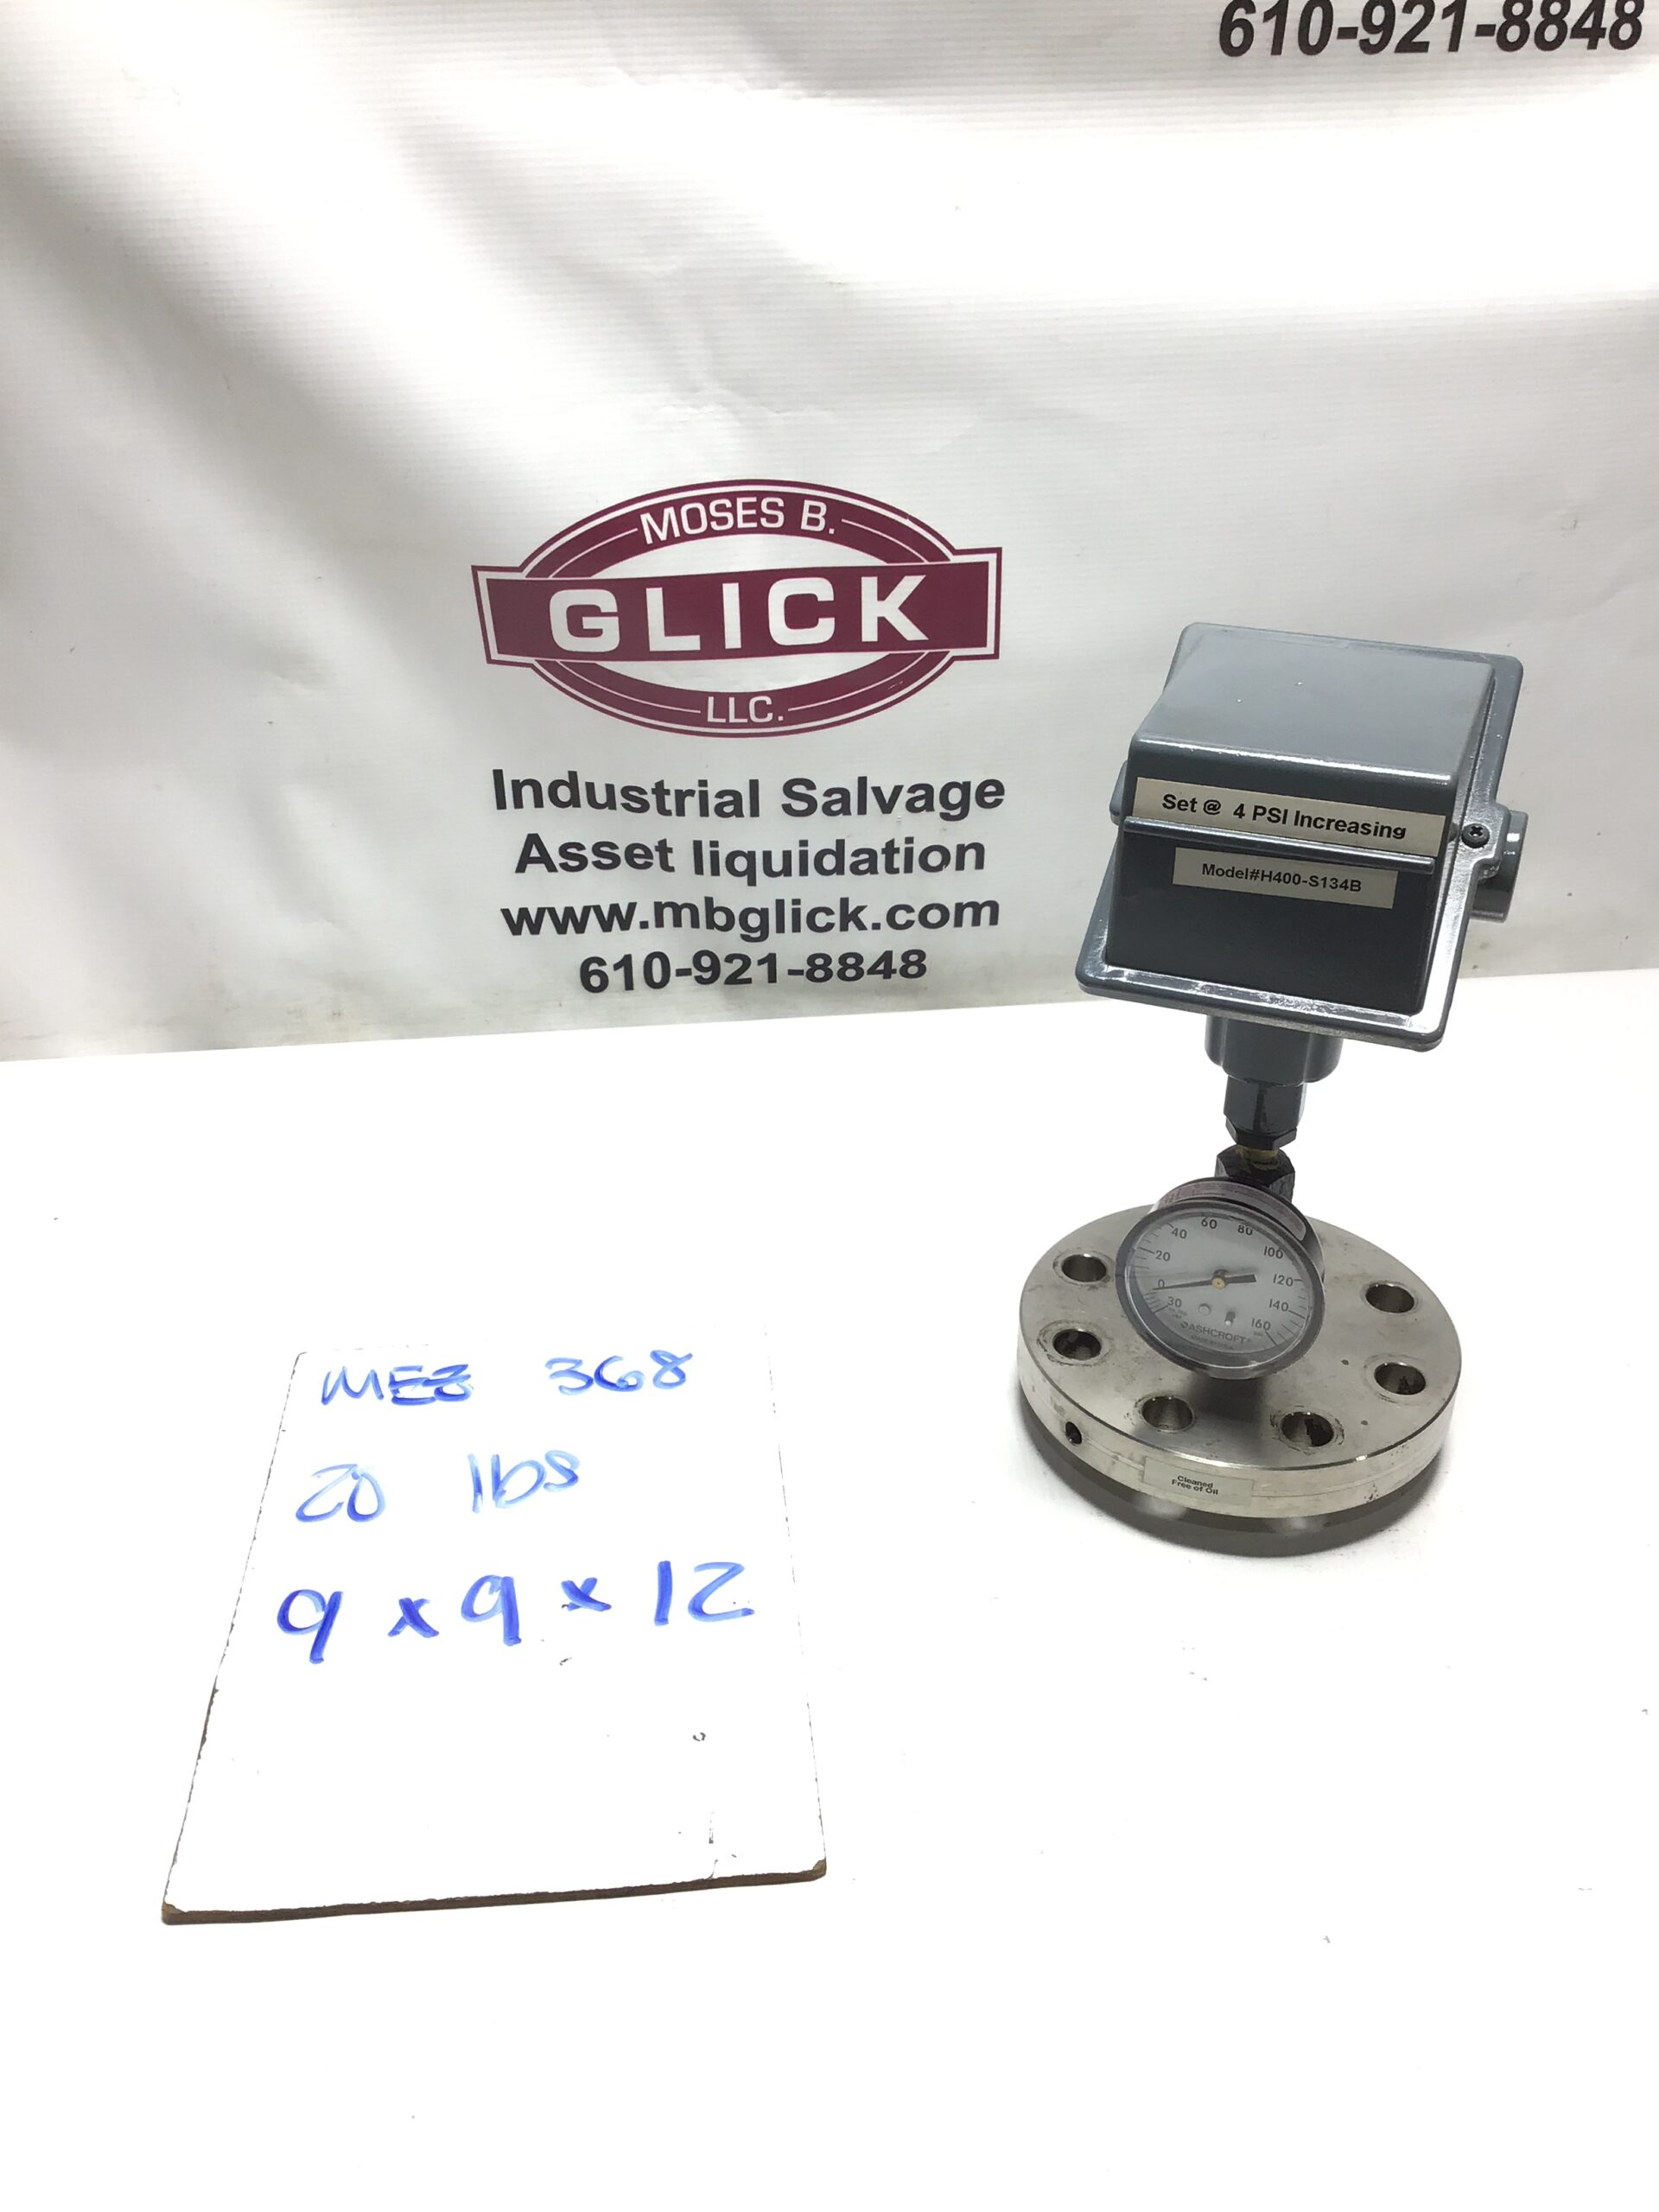 610-921-8848
MOSES B.
GLICK
LLC.
Industrial Salvage
Asset liquidation
www.mbglick.com
610-921-8848
Set @ 4 PSI Increasing
Model#H400-S134B
60 80
40 100
20 120
0 140
30 160
ASHCROFT
Cleaned
Free of Oil
MEZ 368
20 lbs
9 x 9 x 12